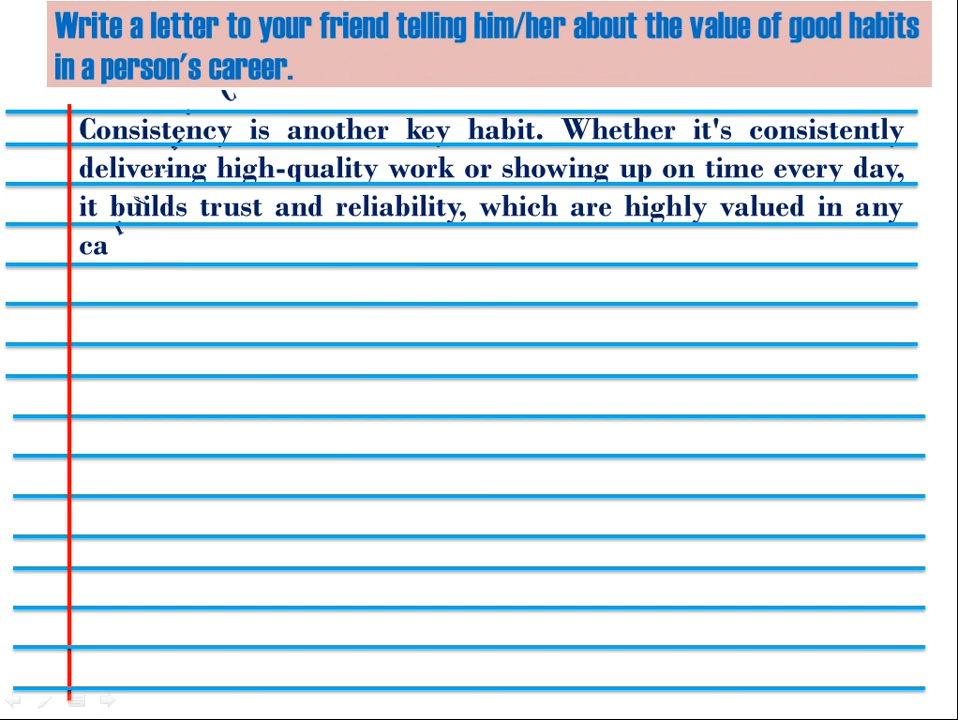 Write a letter to your friend telling him/her about the value of good habits
in a person's career.
Consistency is another key habit. Whether it's consistently
delivering high-quality work or showing up on time every day,
it builds trust and reliability, which are highly valued in any
ca